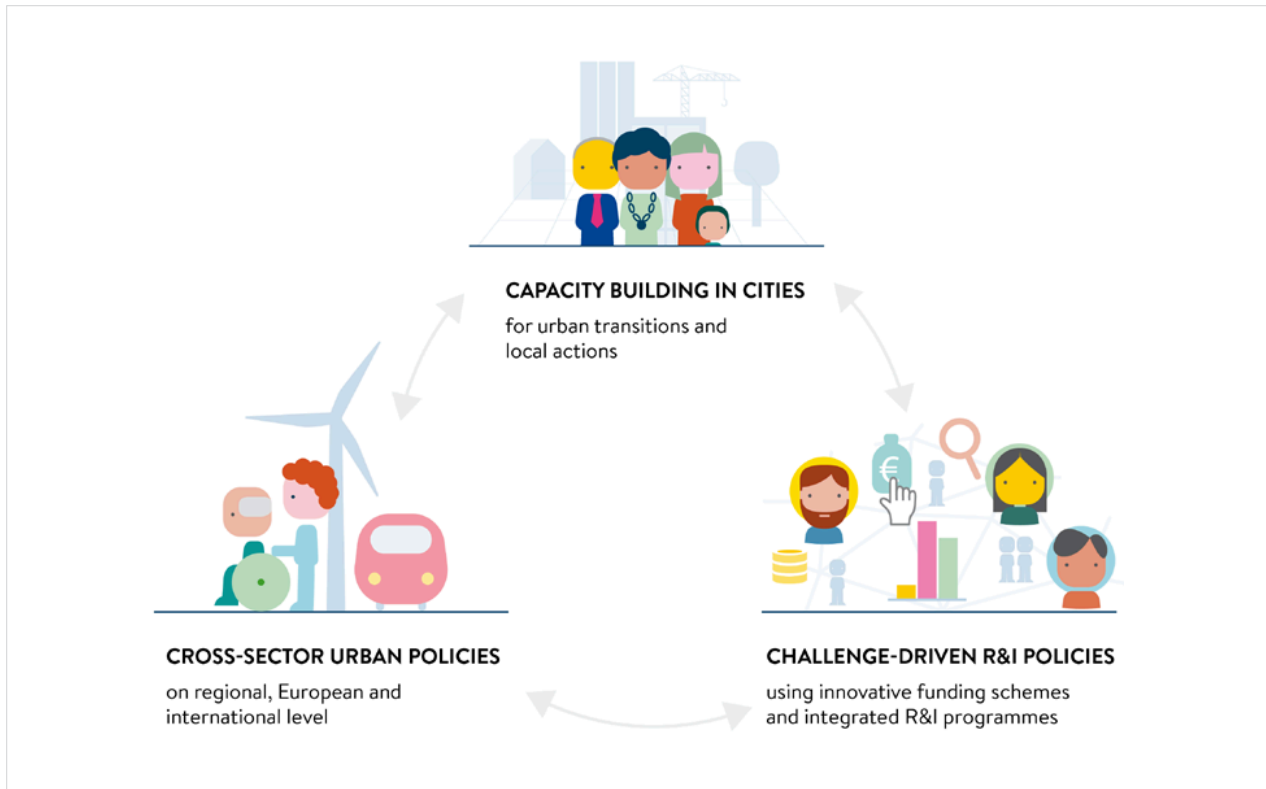 CAPACITY BUILDING IN CITIES
for urban transitions and
local actions
€
CROSS-SECTOR URBAN POLICIES
on regional, European and
international level
CHALLENGE-DRIVEN R&I POLICIES
using innovative funding schemes
and integrated R&I programmes